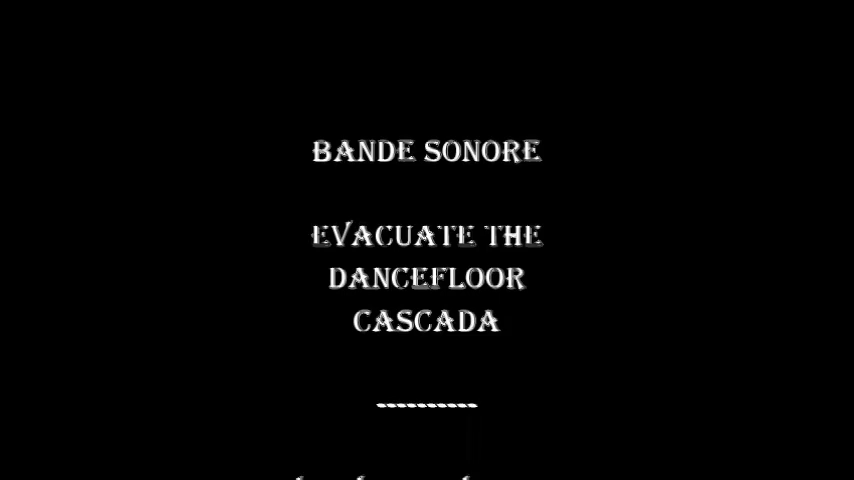 BANDE SONORE
EVACUATE THE
DANCEFLOOR
CASCADA
-----------